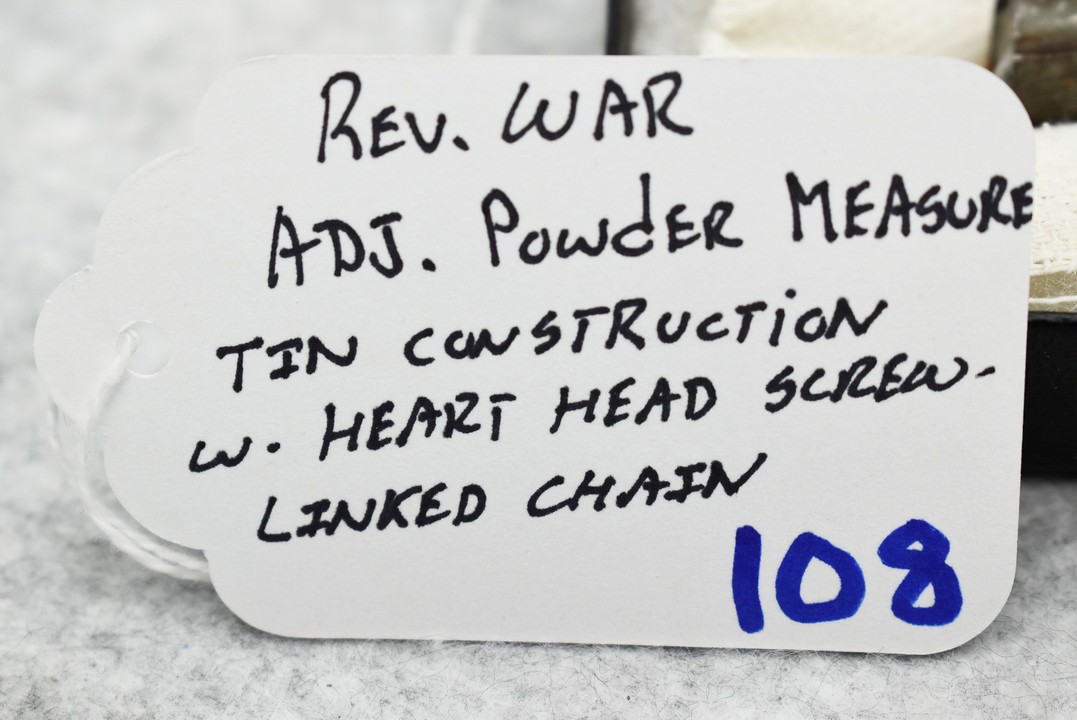 REV. WAR
ADJ. POWdER MEASURE
TIN CONSTRUCTiON
W. HEART HEAD SCREW-
LINKED CHAIN
108